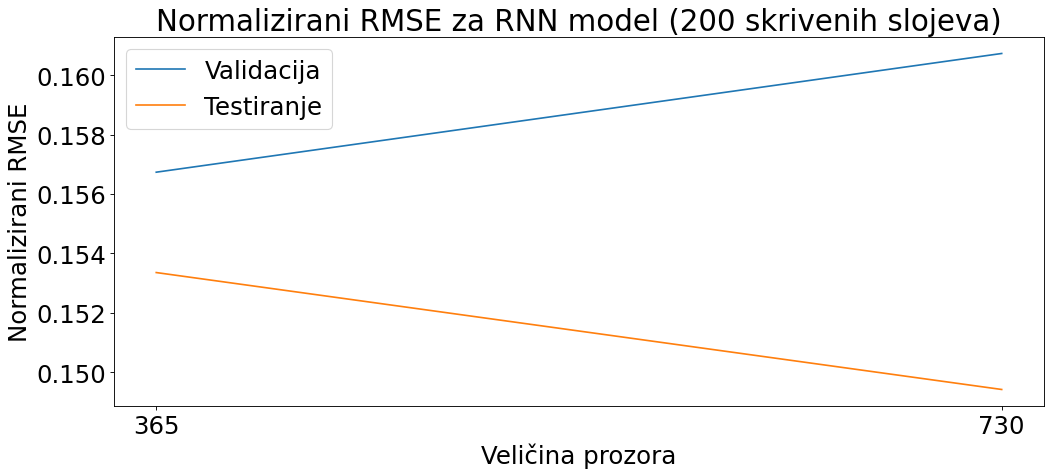 Normalizirani RMSE za RNN model (200 skrivenih slojeva)
Validacija
Testiranje
Normalizirani RMSE
0.160
0.158
0.156
0.154
0.152
0.150
365
730
Veličina prozora